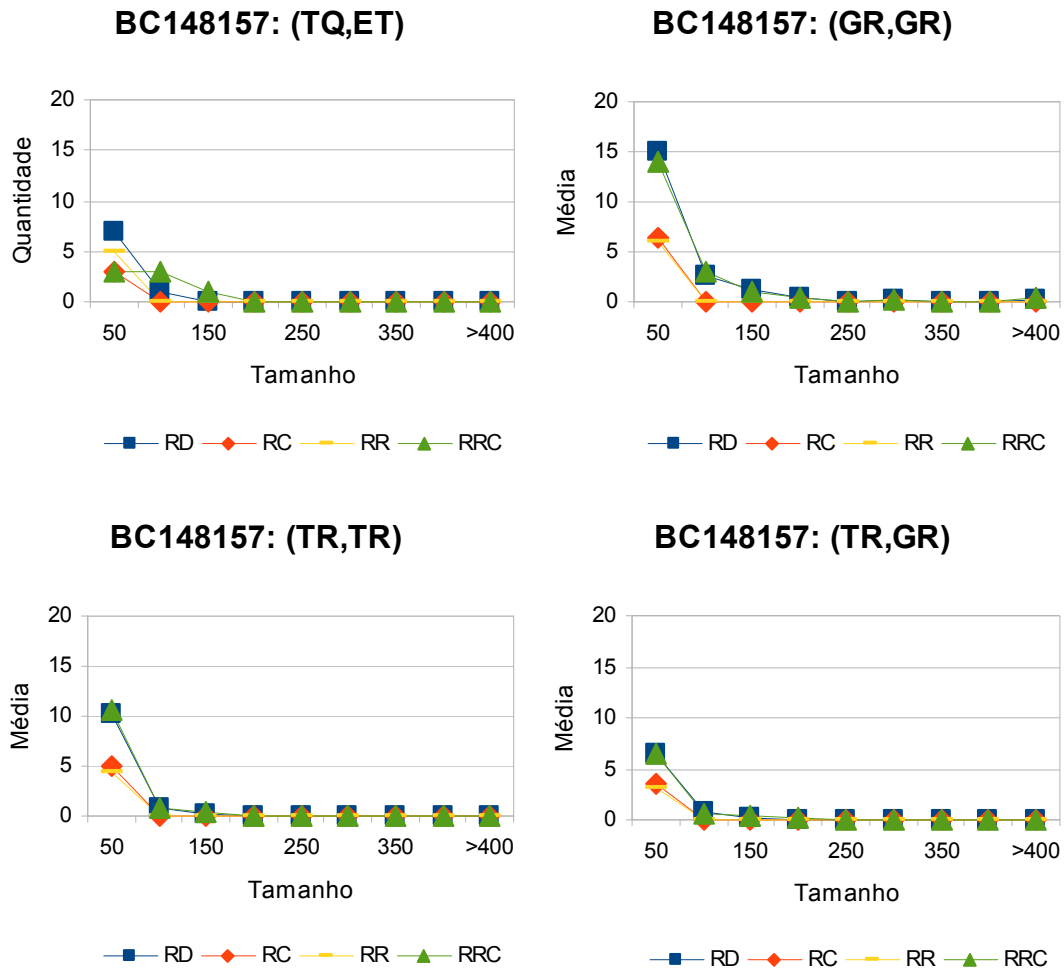 BC148157: (TQ,ET)
20
15
10
5
0
Quantidade
50 150 250 350 >400
Tamanho
RD RC RR RRC
BC148157: (GR,GR)
20
15
10
5
0
Média
50 150 250 350 >400
Tamanho
RD RC RR RRC
BC148157: (TR,TR)
20
15
10
5
0
Média
50 150 250 350 >400
Tamanho
RD RC RR RRC
BC148157: (TR,GR)
20
15
10
5
0
Média
50 150 250 350 >400
Tamanho
RD RC RR RRC